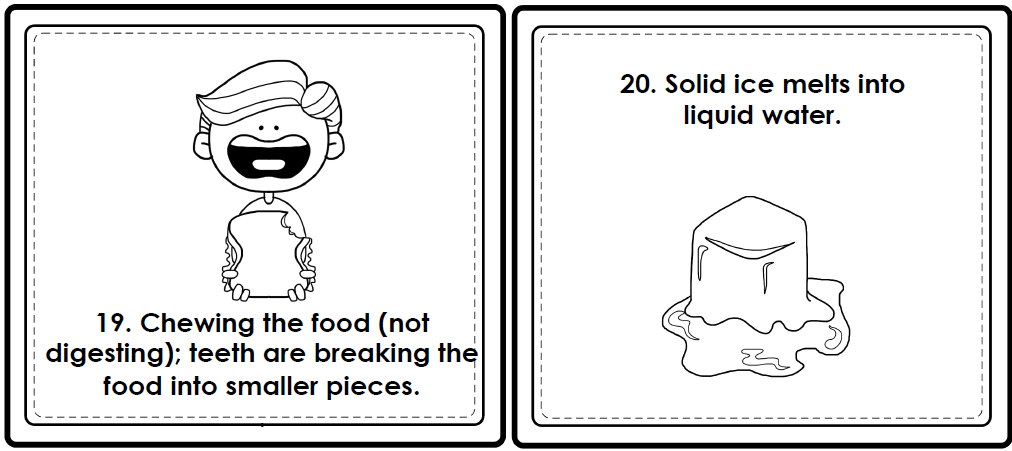 19. Chewing the food (not
digesting); teeth are breaking the
food into smaller pieces.
20. Solid ice melts into
liquid water.